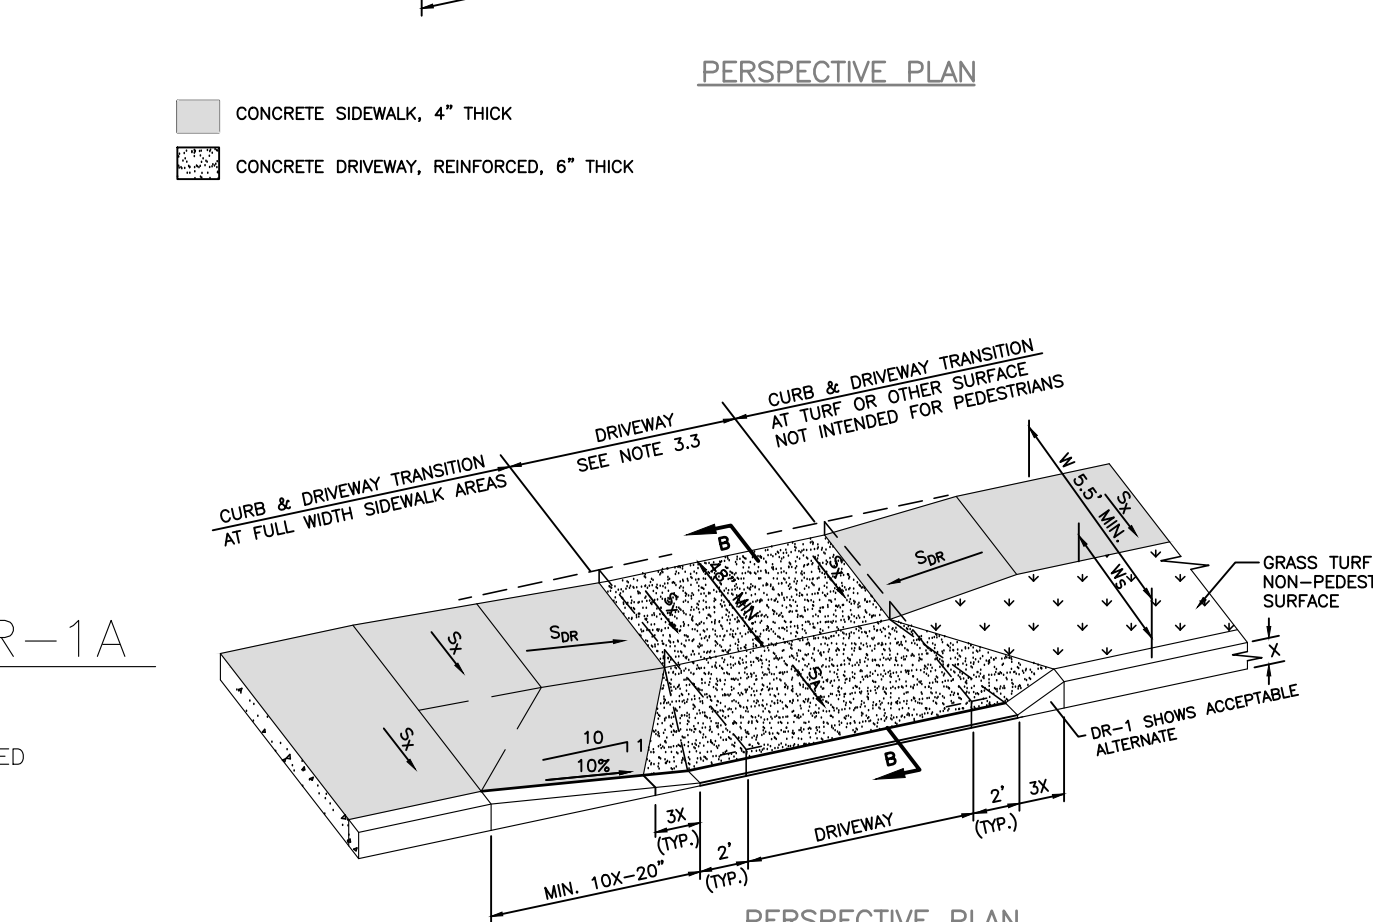 PERSPECTIVE PLAN
CONCRETE SIDEWALK, 4" THICK
CONCRETE DRIVEWAY, REINFORCED, 6" THICK
CURB & DRIVEWAY TRANSITION
AT TURF OR OTHER SURFACE
NOT INTENDED FOR PEDESTRIANS
DRIVEWAY
SEE NOTE 3.3
CURB & DRIVEWAY TRANSITION
AT FULL WIDTH SIDEWALK AREAS
W 5.5' MIN.
SX
B
48" MIN.
SX
SX
SDR
WS
GRASS TURF
NON-PEDEST
SURFACE
R-1A
SX
SDR
X
SA
SX
10
1
10%
DR-1 SHOWS ACCEPTABLE
ALTERNATE
ED
B
3X
(TYP.)
2'
(TYP.)
DRIVEWAY
2'
(TYP.)
3X
MIN. 10X-20"
PERSPECTIVE PLAN